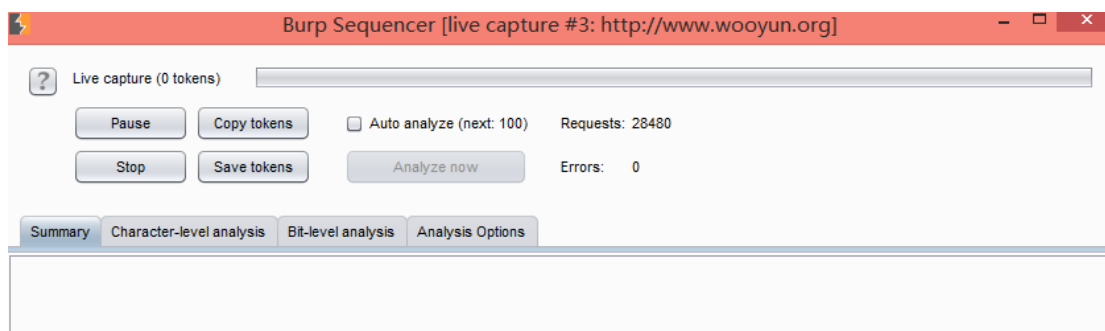 Burp Sequencer [live capture #3: http://www.wooyun.org]
? Live capture (0 tokens)
Pause Copy tokens Auto analyze (next: 100) Requests: 28480
Stop Save tokens Analyze now Errors: 0
Summary Character-level analysis Bit-level analysis Analysis Options